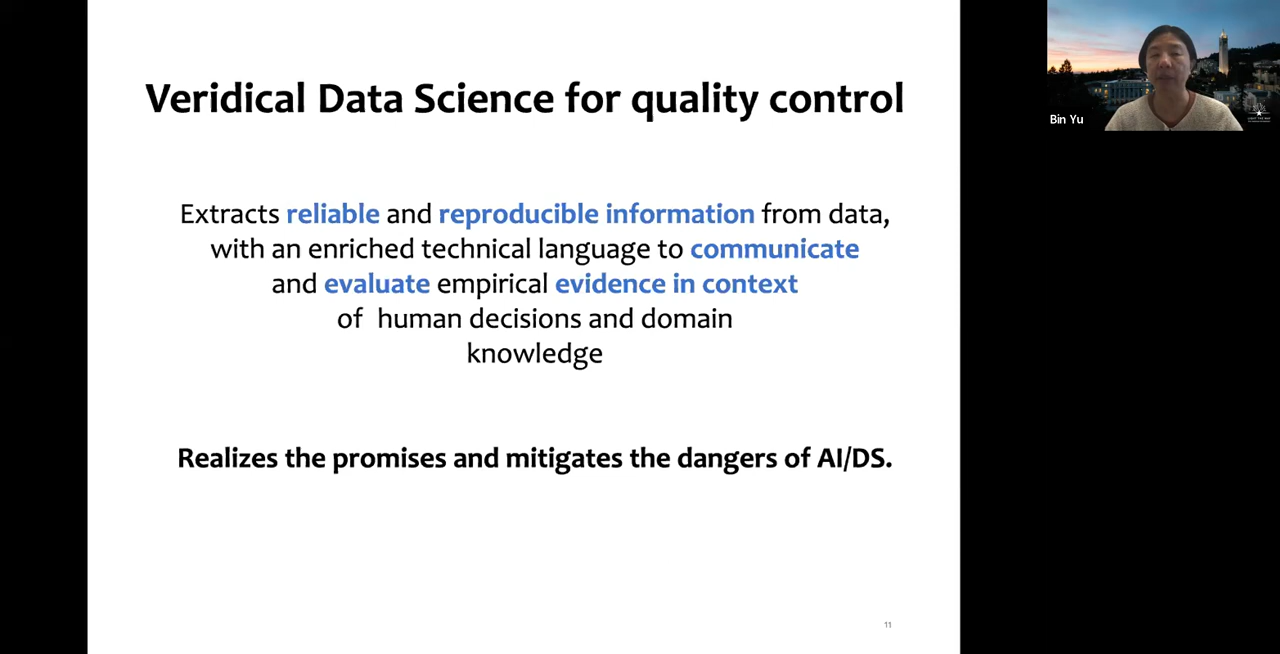 Veridical Data Science for quality control
Extracts reliable and reproducible information from data,
with an enriched technical language to communicate
and evaluate empirical evidence in context
of human decisions and domain
knowledge
Realizes the promises and mitigates the dangers of AI/DS.
11
Bin Yu